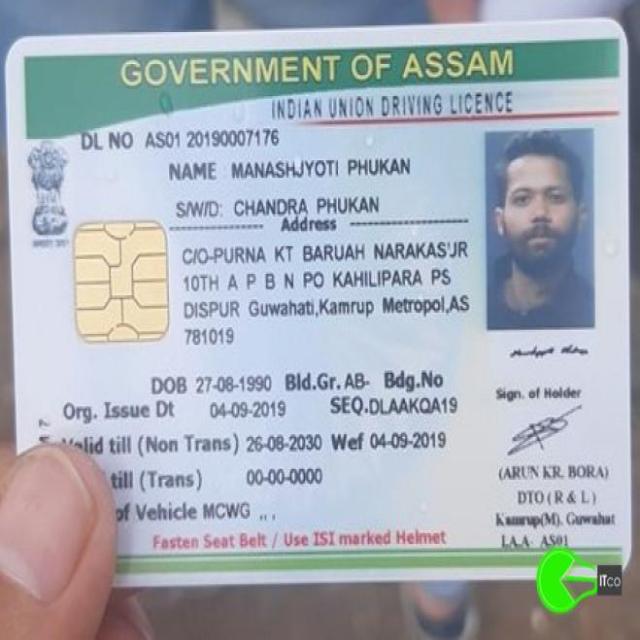 GOVERNMENT OF ASSAM
INDIAN UNION DRIVING LICENCE
DL NO AS01 20190007176
NAME : MANASHJYOTI PHUKAN
S/W/D: CHANDRA PHUKAN
Address
C/O-PURNA KT BARUAH NARAKAS'JR
10TH A P B N PO KAHILIPARA PS
DISPUR Guwahati,Kamrup Metropol,AS
781019
DOB 27-08-1990 Bld.Gr. AB- Bdg.No
Org. Issue Dt 04-09-2019 SEQ.DLAAKQA19
Valid till (Non Trans) 26-08-2030 Wef 04-09-2019
till (Trans) 00-00-0000
of Vehicle MCWG , ,
Fasten Seat Belt / Use ISI marked Helmet
Sign. of Holder
(ARUN KR. BORA)
DTO ( R & L )
Kamrup(M). Guwahat
LAA- AS01
ITCO